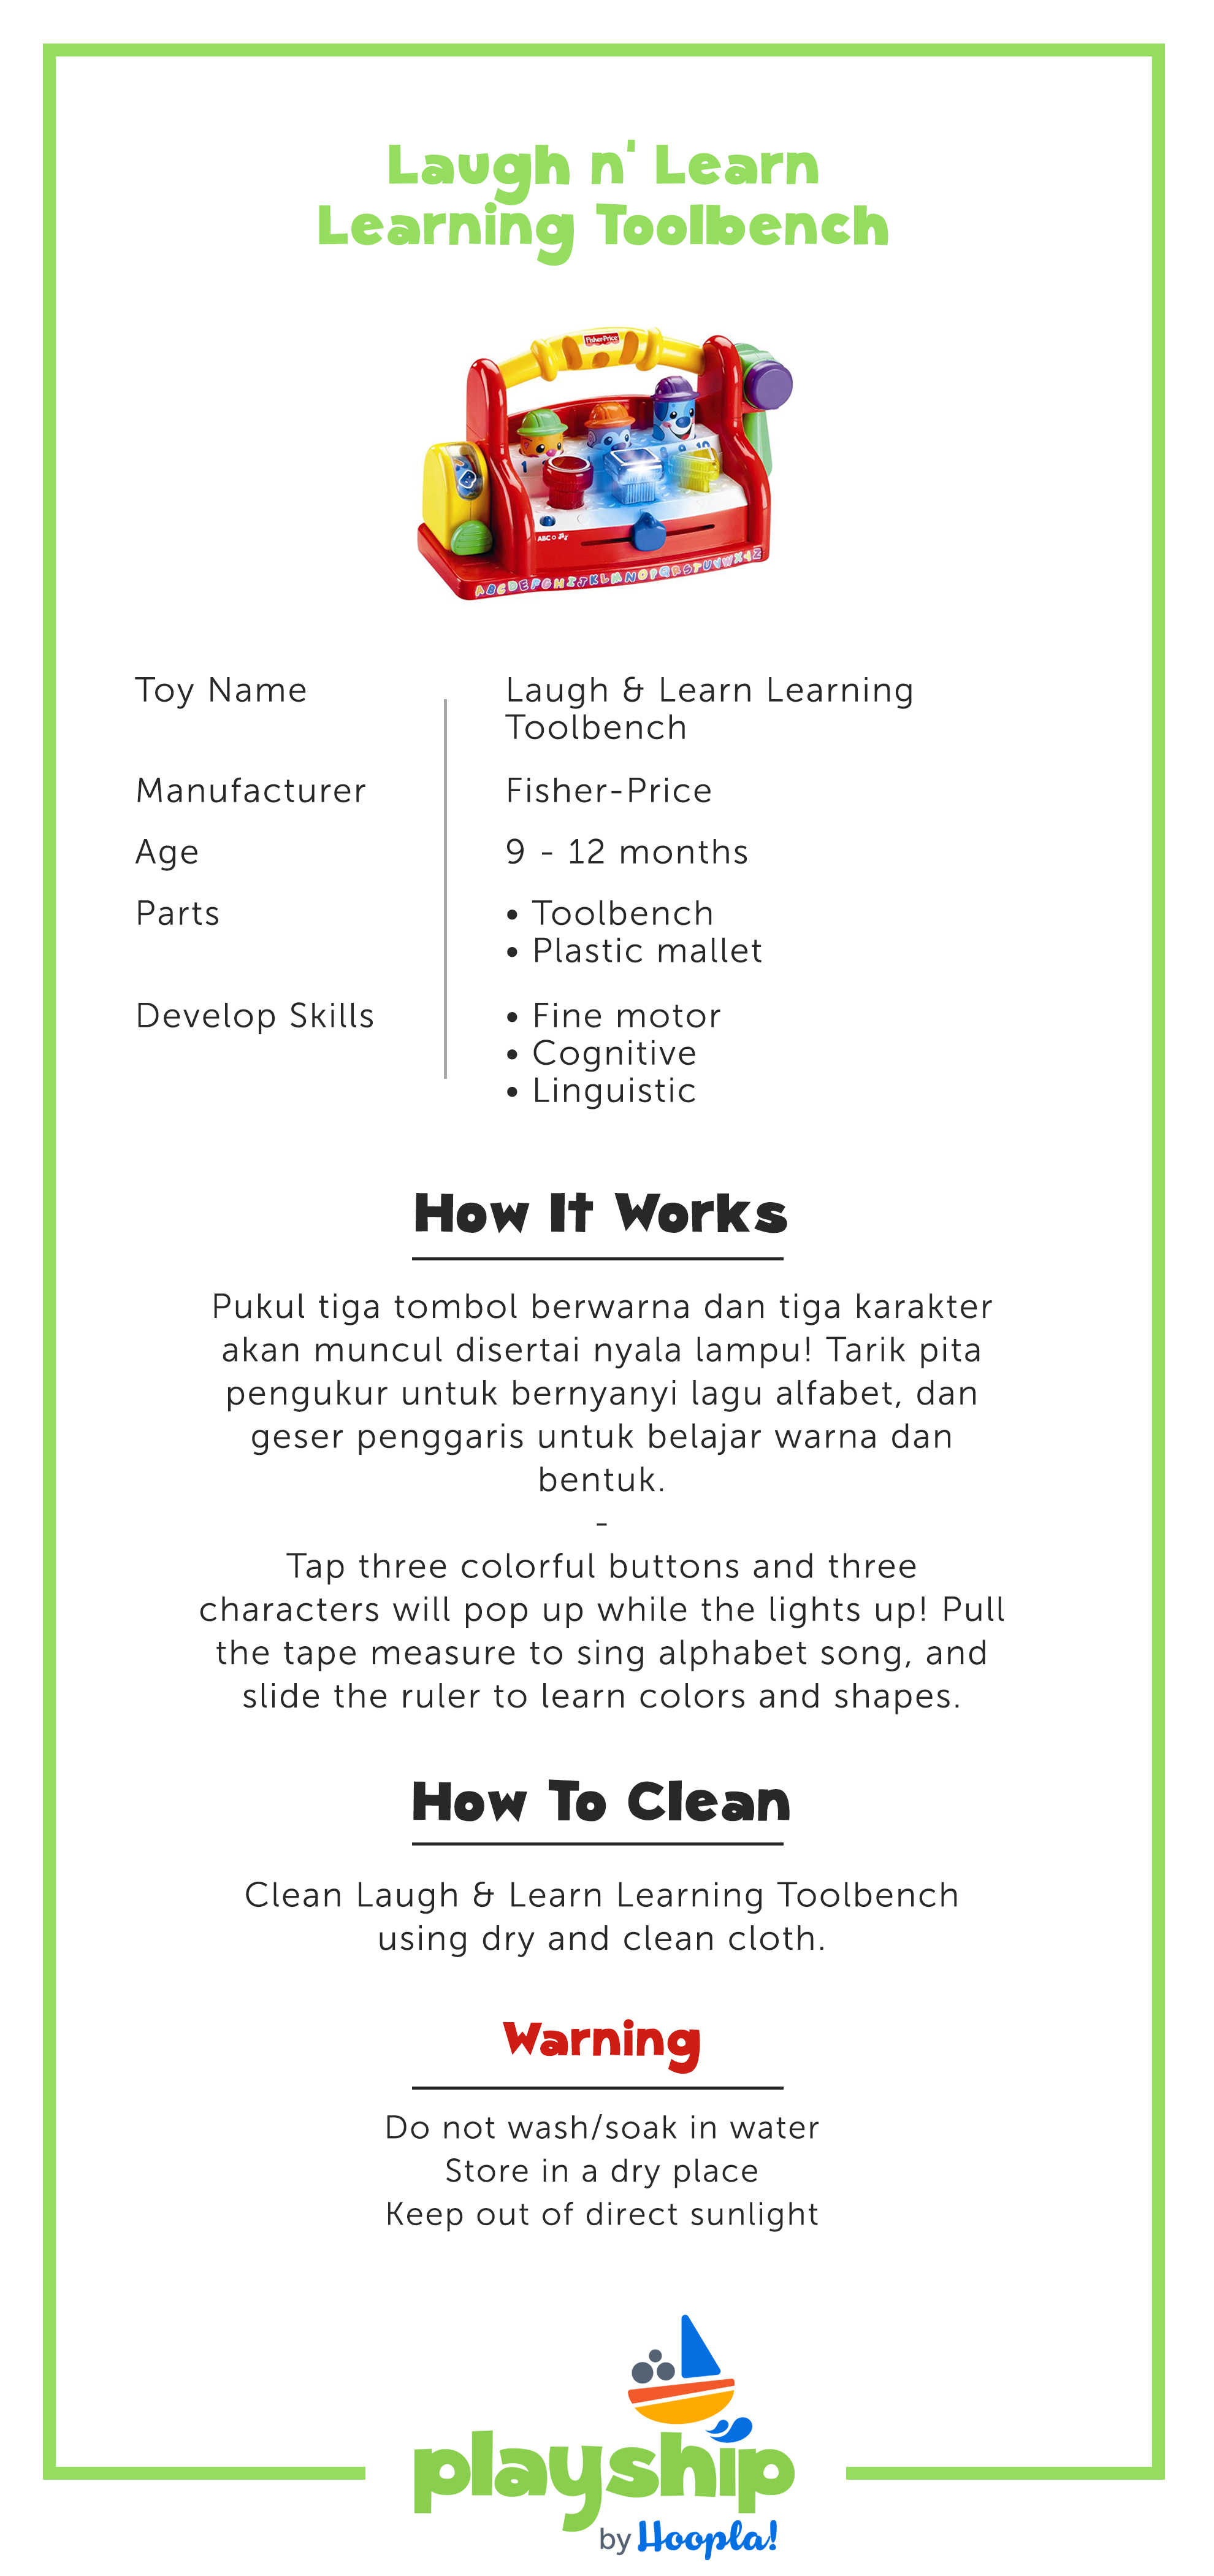 Laugh n' Learn
Learning Toolbench
Fisher-Price
1
10
ABC
ABCDEFGHIJKLMNOPQRSTUVWXYZ
Toy Name
Laugh & Learn Learning
Toolbench
Manufacturer
Fisher-Price
Age
9 - 12 months
Parts
• Toolbench
• Plastic mallet
Develop Skills
• Fine motor
• Cognitive
• Linguistic
How It Works
Pukul tiga tombol berwarna dan tiga karakter
akan muncul disertai nyala lampu! Tarik pita
pengukur untuk bernyanyi lagu alfabet, dan
geser penggaris untuk belajar warna dan
bentuk.
-
Tap three colorful buttons and three
characters will pop up while the lights up! Pull
the tape measure to sing alphabet song, and
slide the ruler to learn colors and shapes.
How To Clean
Clean Laugh & Learn Learning Toolbench
using dry and clean cloth.
Warning
Do not wash/soak in water
Store in a dry place
Keep out of direct sunlight
playship
by Hoopla!